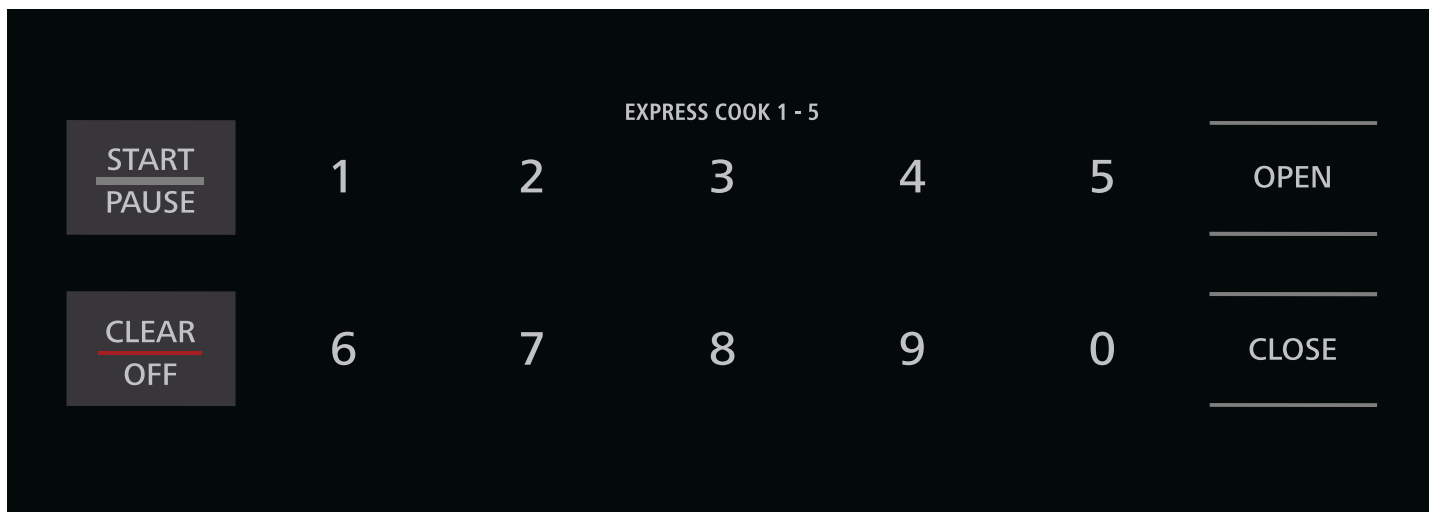 EXPRESS COOK 1 - 5
START
PAUSE
1 2 3 4 5 OPEN
CLEAR
OFF
6 7 8 9 0 CLOSE